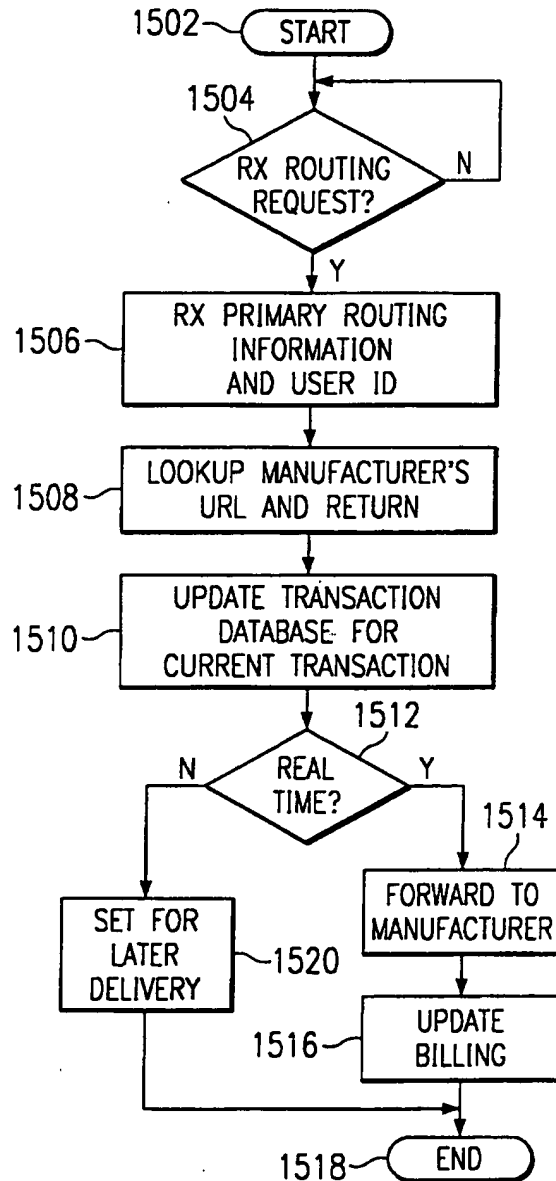 1502
START
1504
RX ROUTING
REQUEST?
N
Y
1506
RX PRIMARY ROUTING
INFORMATION
AND USER ID
1508
LOOKUP MANUFACTURER'S
URL AND RETURN
1510
UPDATE TRANSACTION
DATABASE FOR
CURRENT TRANSACTION
1512
N
REAL
TIME?
Y
1514
SET FOR
LATER
DELIVERY
1520
FORWARD TO
MANUFACTURER
1516
UPDATE
BILLING
1518
END